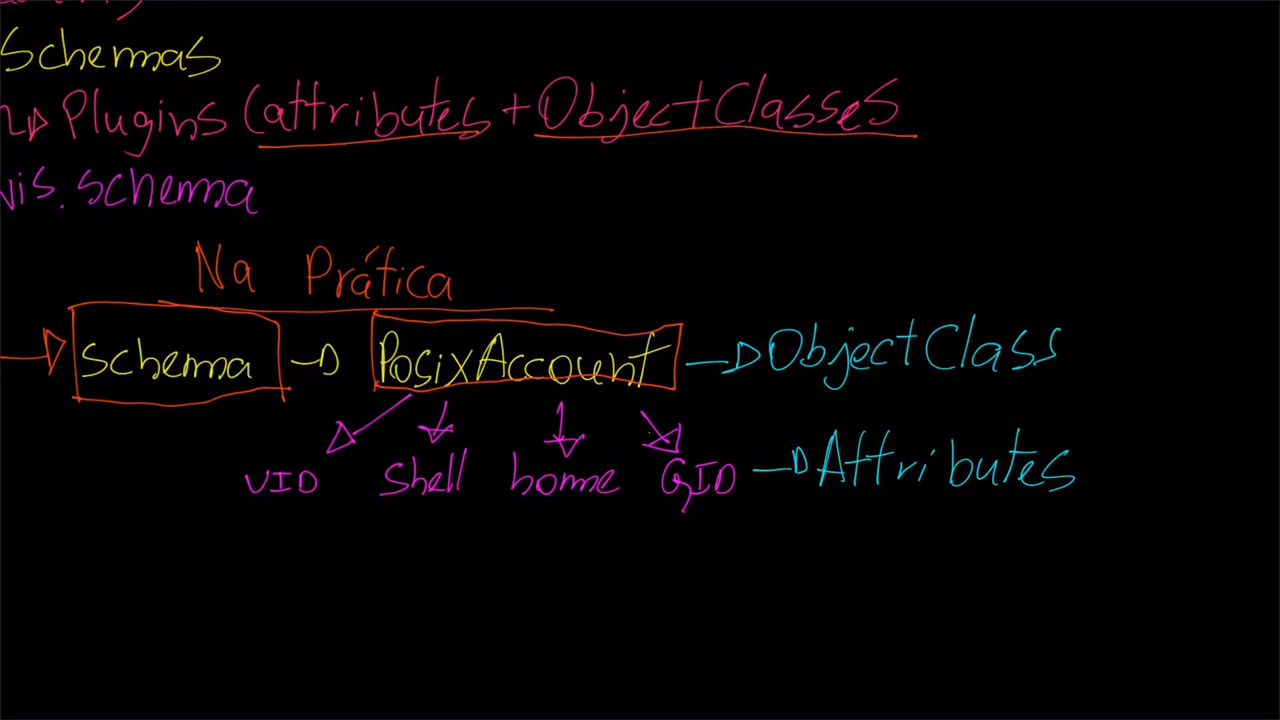 Schemas
Plugins (attributes + ObjectClasses
nis.schema
Na Prática
schema → PosixAccount → ObjectClass
UID shell home GID → Attributes